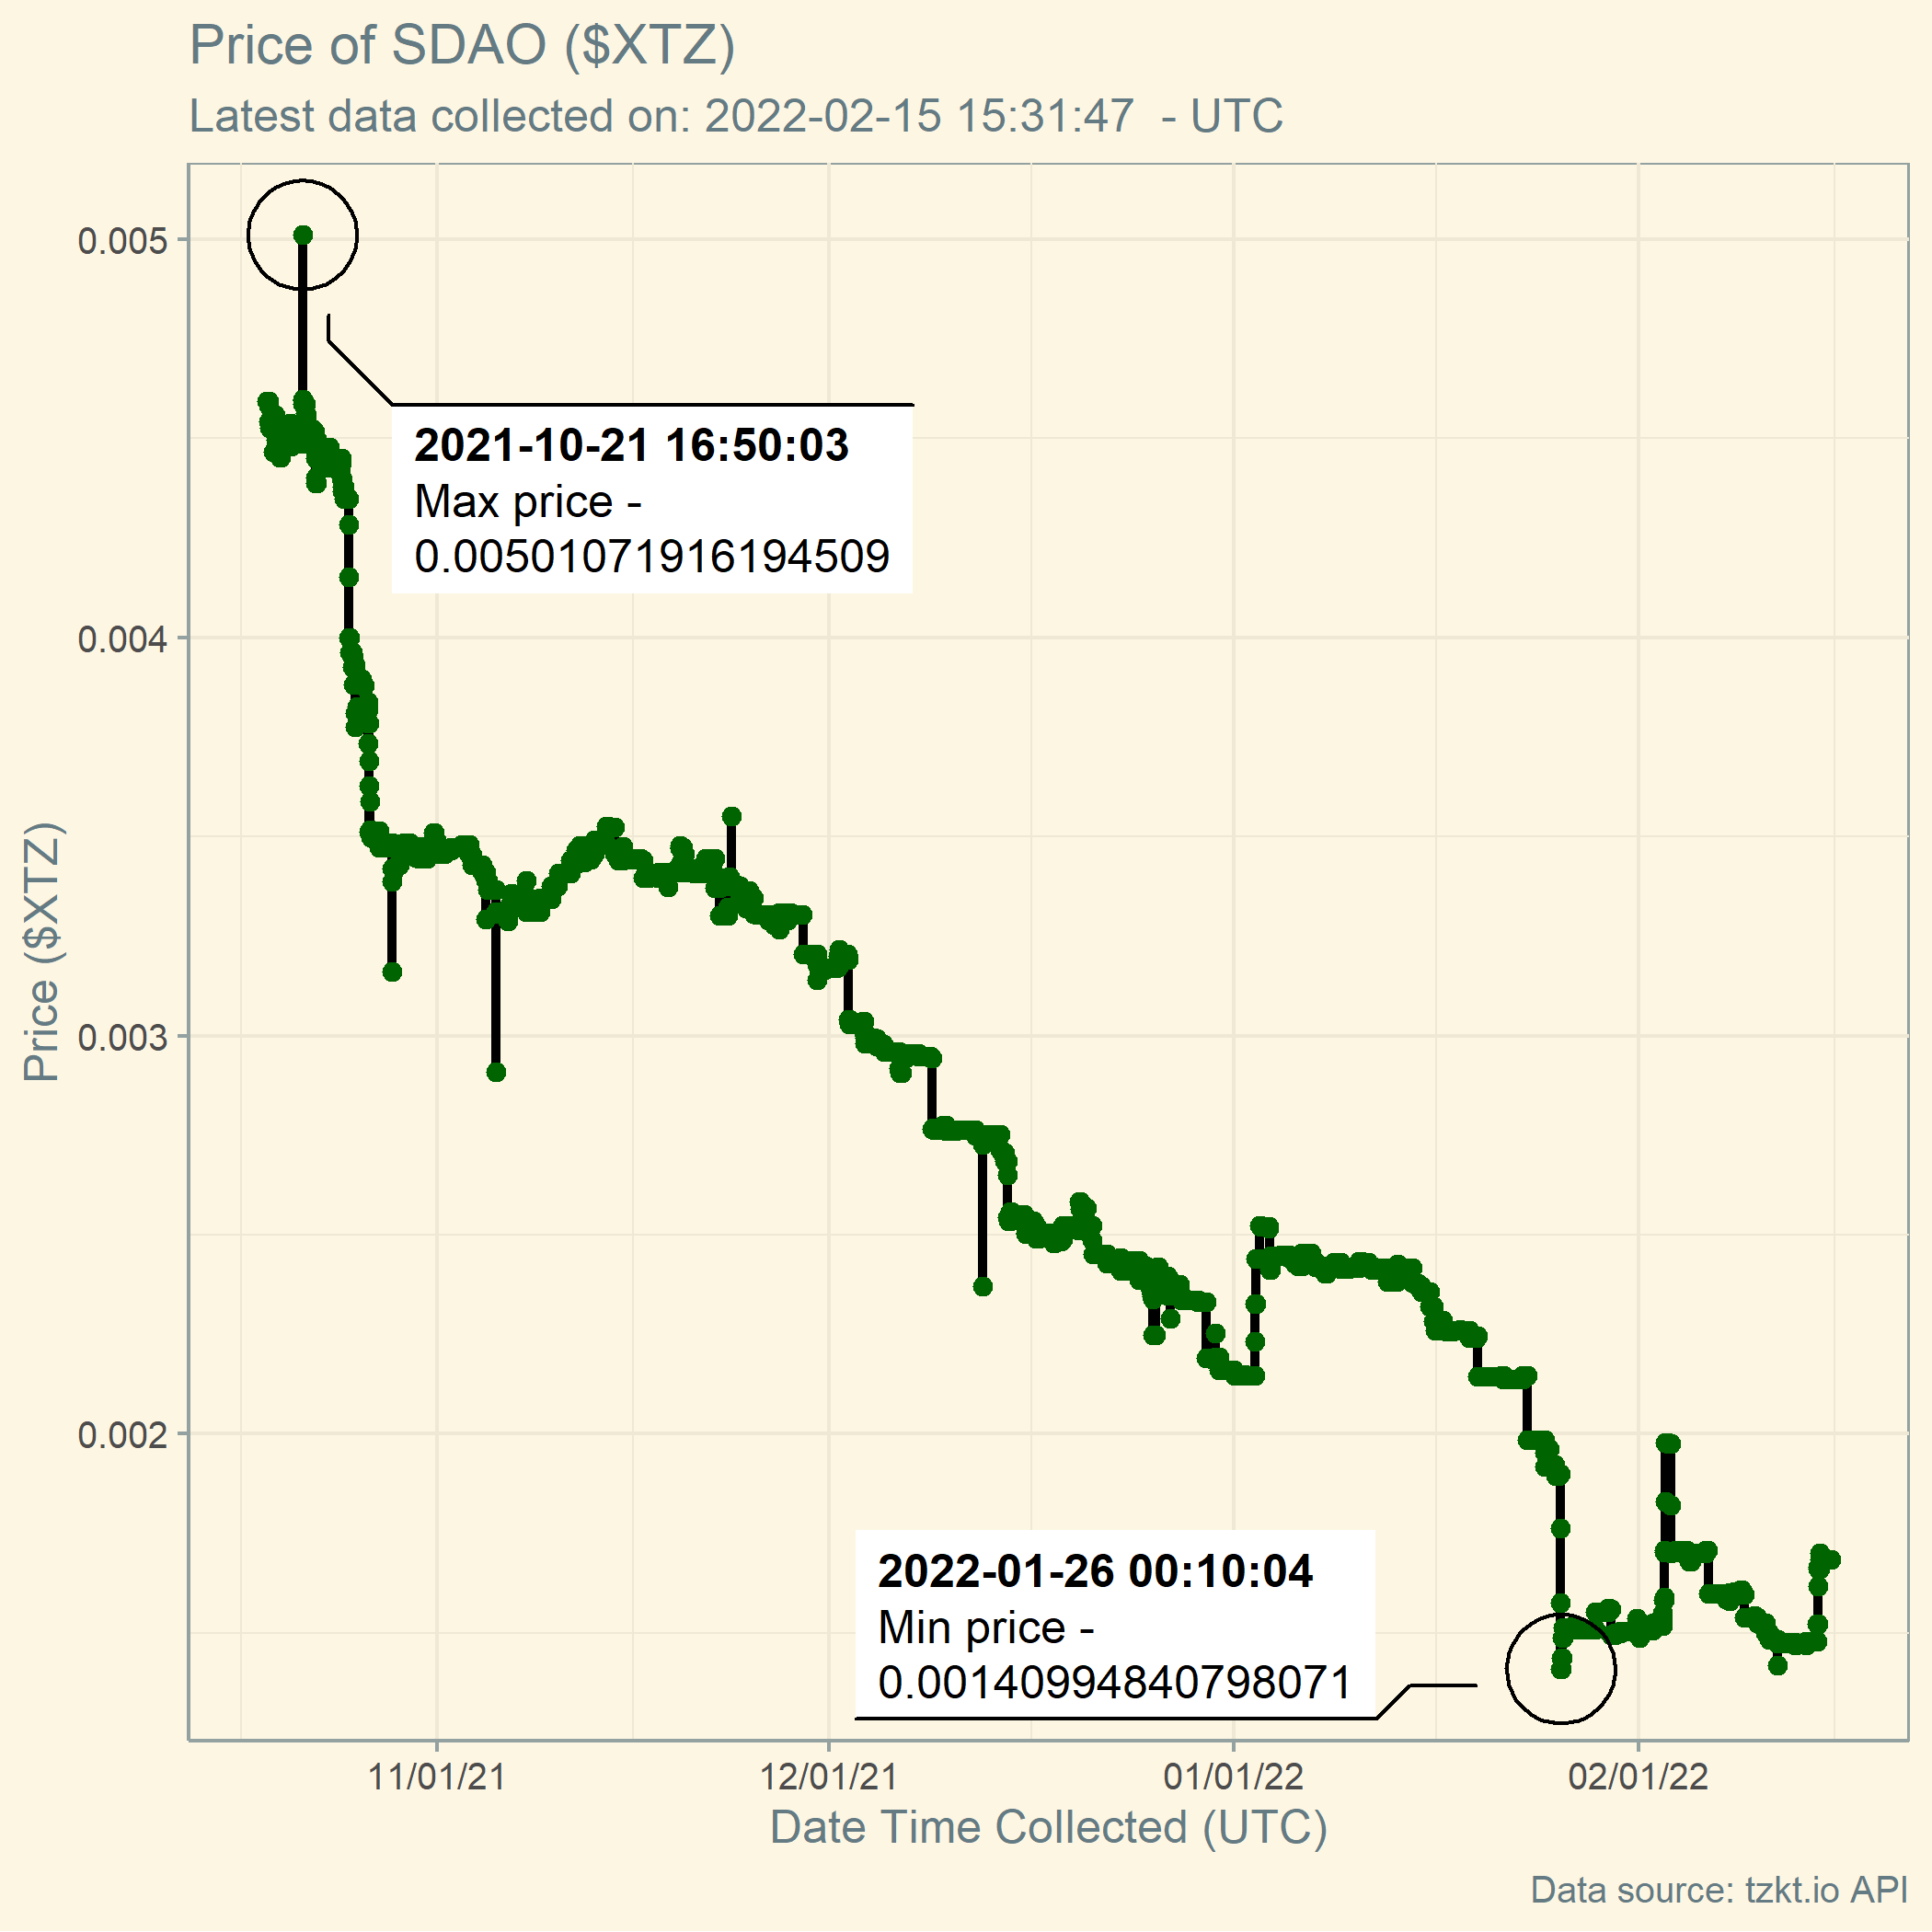 Price of SDAO ($XTZ)
Latest data collected on: 2022-02-15 15:31:47  - UTC
0.005
0.004
0.003
0.002
Price ($XTZ)
2021-10-21 16:50:03
Max price -
0.00501071916194509
2022-01-26 00:10:04
Min price -
0.00140994840798071
11/01/21
12/01/21
01/01/22
02/01/22
Date Time Collected (UTC)
Data source: tzkt.io API